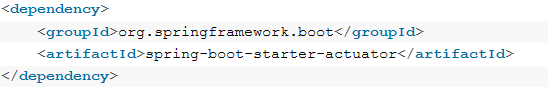 <dependency>
    <groupId>org.springframework.boot</groupId>
    <artifactId>spring-boot-starter-actuator</artifactId>
</dependency>